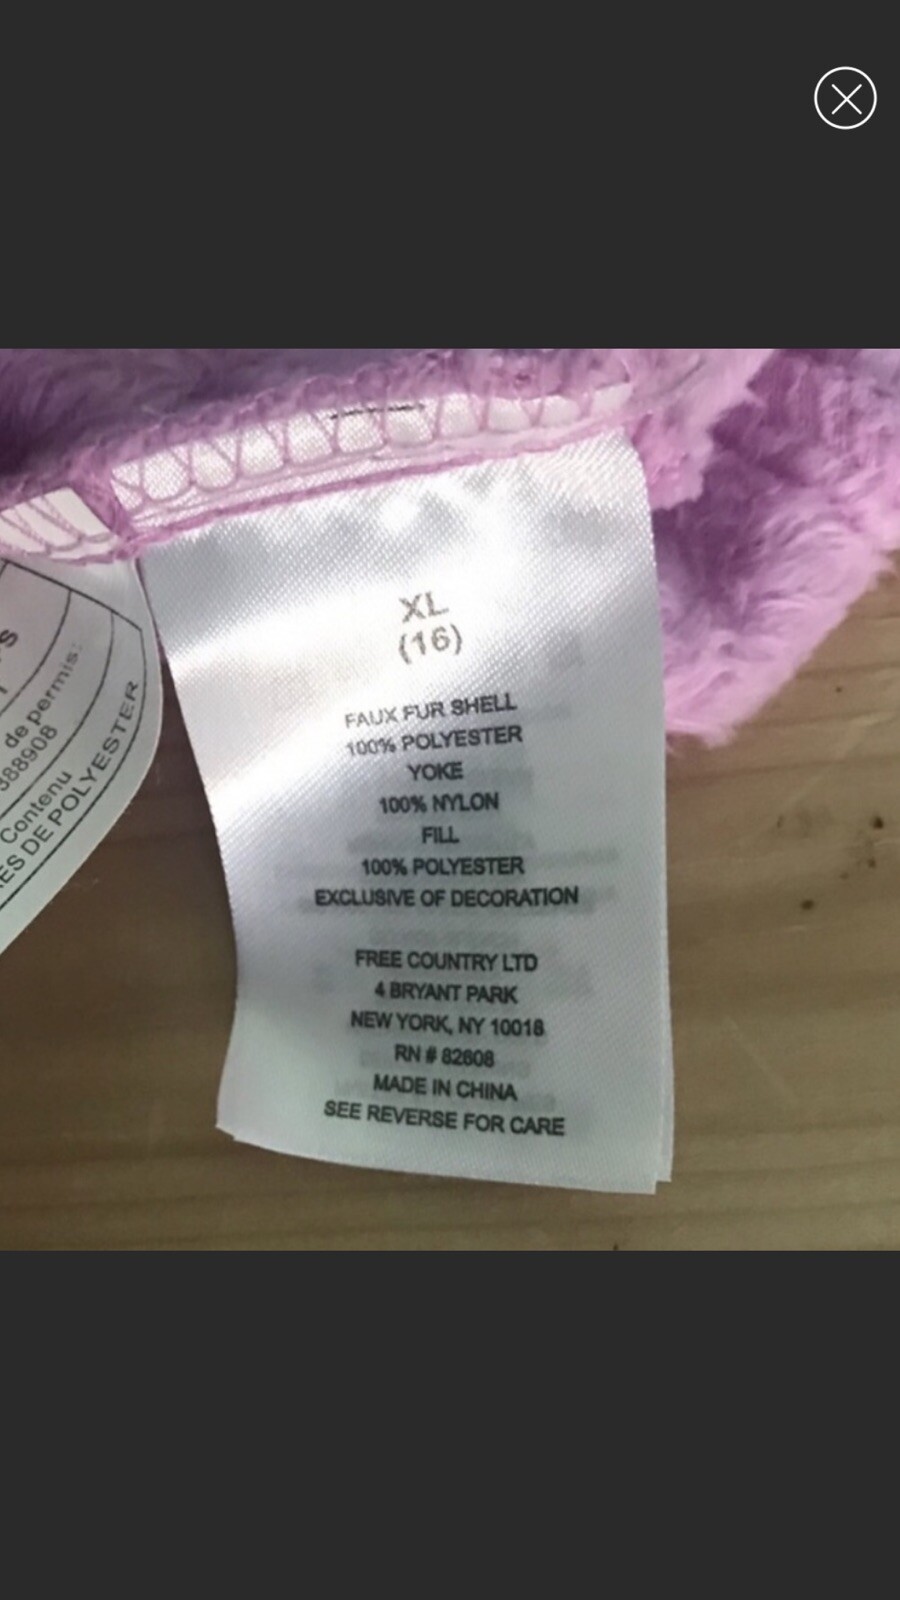 XL
(16)
FAUX FUR SHELL
100% POLYESTER
YOKE
100% NYLON
FILL
100% POLYESTER
EXCLUSIVE OF DECORATION
FREE COUNTRY LTD
4 BRYANT PARK
NEW YORK, NY 10018
RN # 82608
MADE IN CHINA
SEE REVERSE FOR CARE
de permis:
388908
Contenu
DE POLYESTER